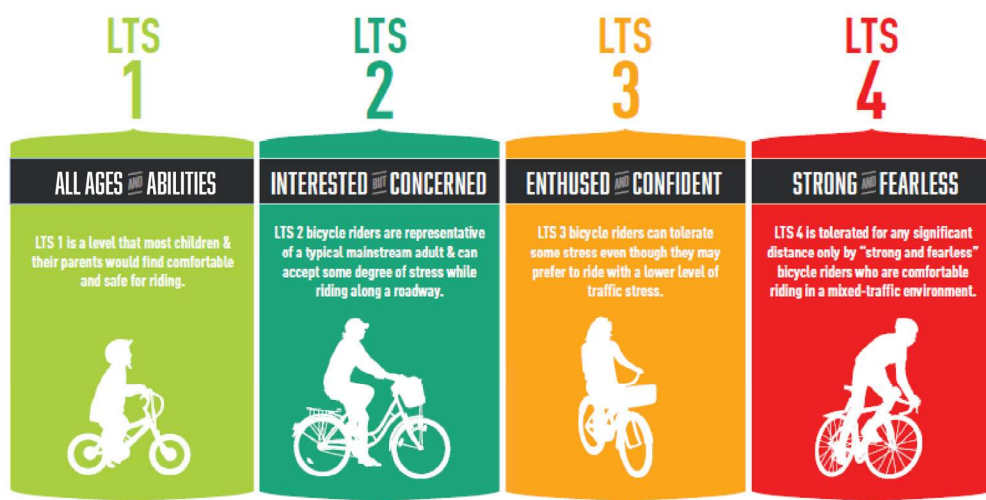 LTS
1
ALL AGES AND ABILITIES
LTS 1 is a level that most children &
their parents would find comfortable
and safe for riding.
LTS
2
INTERESTED BUT CONCERNED
LTS 2 bicycle riders are representative
of a typical mainstream adult & can
accept some degree of stress while
riding along a roadway.
LTS
3
ENTHUSED AND CONFIDENT
LTS 3 bicycle riders can tolerate
some stress even though they may
prefer to ride with a lower level of
traffic stress.
LTS
4
STRONG AND FEARLESS
LTS 4 is tolerated for any significant
distance only by “strong and fearless”
bicycle riders who are comfortable
riding in a mixed-traffic environment.